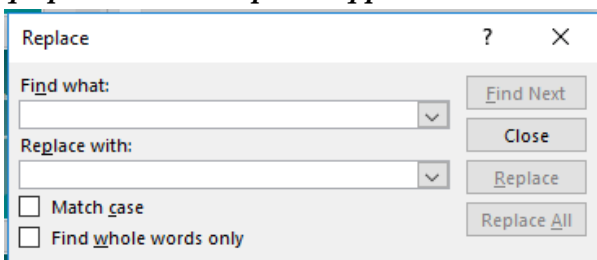 Replace ?
Find what:
Find Next
Close
Replace with:
Replace
Match case
Replace All
Find whole words only